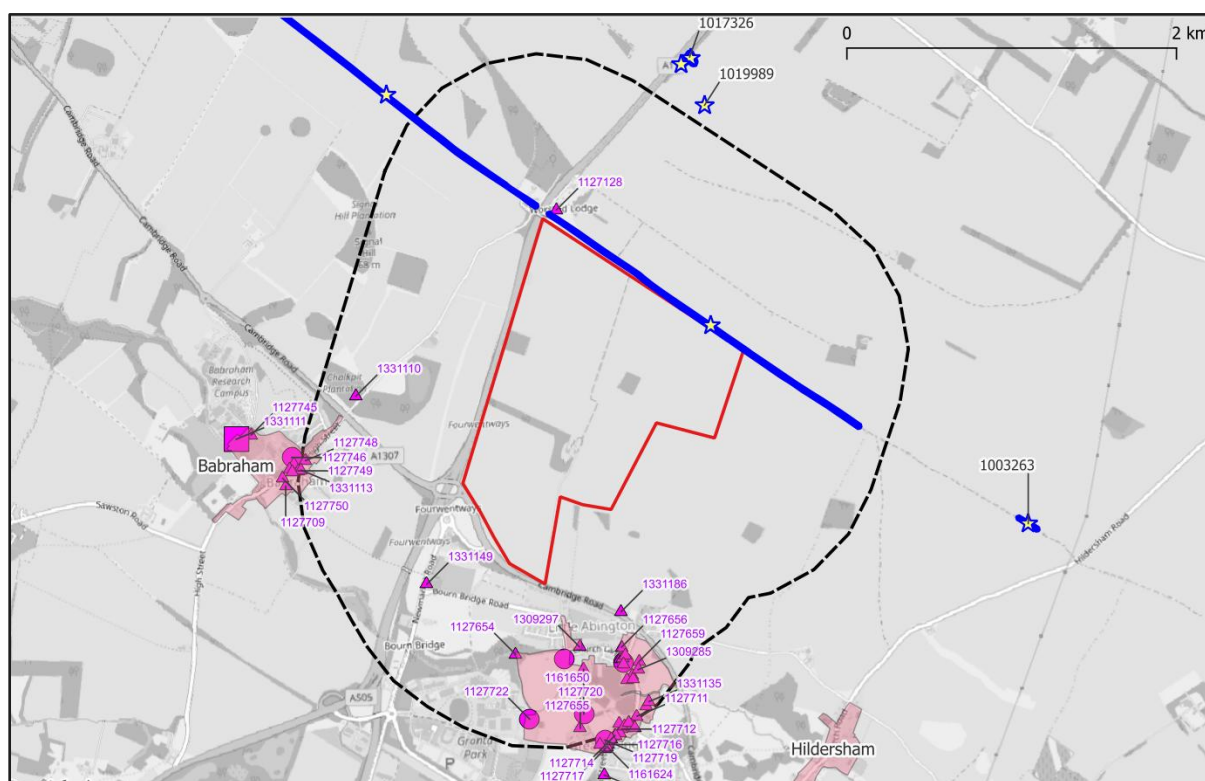 1017326
0
2 km
1019989
1127128
Cambridge Road
Worsted Lodge
Signal
Hill Plantation
Signal
Hill
Cambridge Road
Cambridge Road
Babraham
Research
Campus
Chalkpit
Plantation
1331110
1127745
1331111
Fourwentways
1127748
1127746
A1307
Babraham
1127749
1331113
1003263
Sawston Road
1127750
Fourwentways
1127709
Hildersham Road
Fourwentways
High Street
1331149
1331186
Cambridge Road
Bourn Bridge Road
1309297
1127656
Little Abington
1127654
1127659
Bourn Bridge
1309285
1161650
1127720
1331135
A505
1127722
1127711
1127655
1127712
Granta
Park
1127716
Hildersham
P
1127714
1127719
1127717
1161624